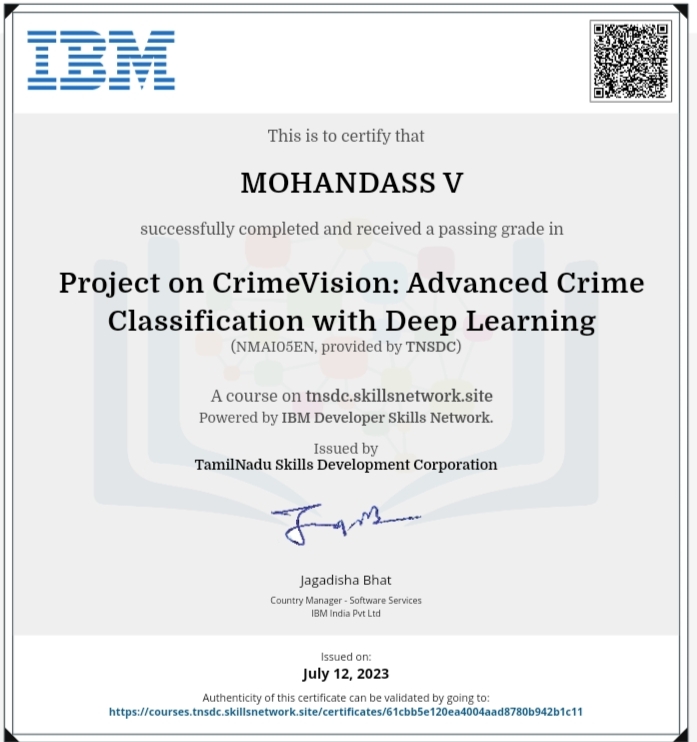 IBM
This is to certify that
MOHANDASS V
successfully completed and received a passing grade in
Project on CrimeVision: Advanced Crime
Classification with Deep Learning
(NMAI05EN, provided by TNSDC)
A course on tnsdc.skillsnetwork.site
Powered by IBM Developer Skills Network.
Issued by
TamilNadu Skills Development Corporation
Jagadisha Bhat
Country Manager - Software Services
IBM India Pvt Ltd
Issued on:
July 12, 2023
Authenticity of this certificate can be validated by going to:
https://courses.tnsdc.skillsnetwork.site/certificates/61cbb5e120ea4004aad8780b942b1c11